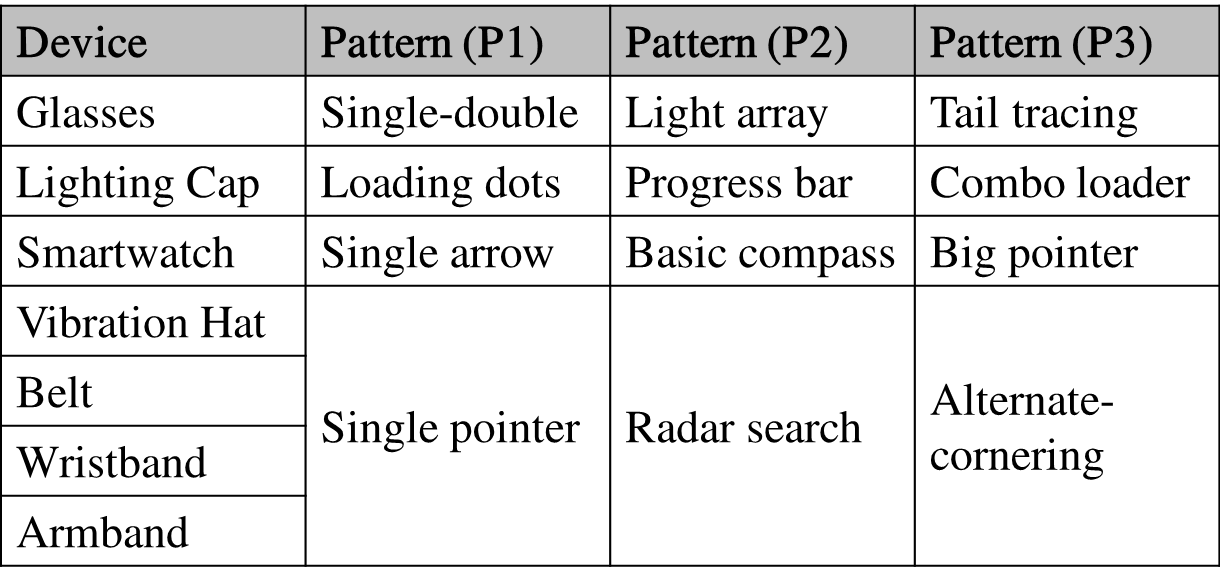 Device Pattern (P1) Pattern (P2) Pattern (P3)
Glasses Single-double Light array Tail tracing
Lighting Cap Loading dots Progress bar Combo loader
Smartwatch Single arrow Basic compass Big pointer
Vibration Hat
Belt
Wristband
Armband
Single pointer Radar search Alternate-
cornering